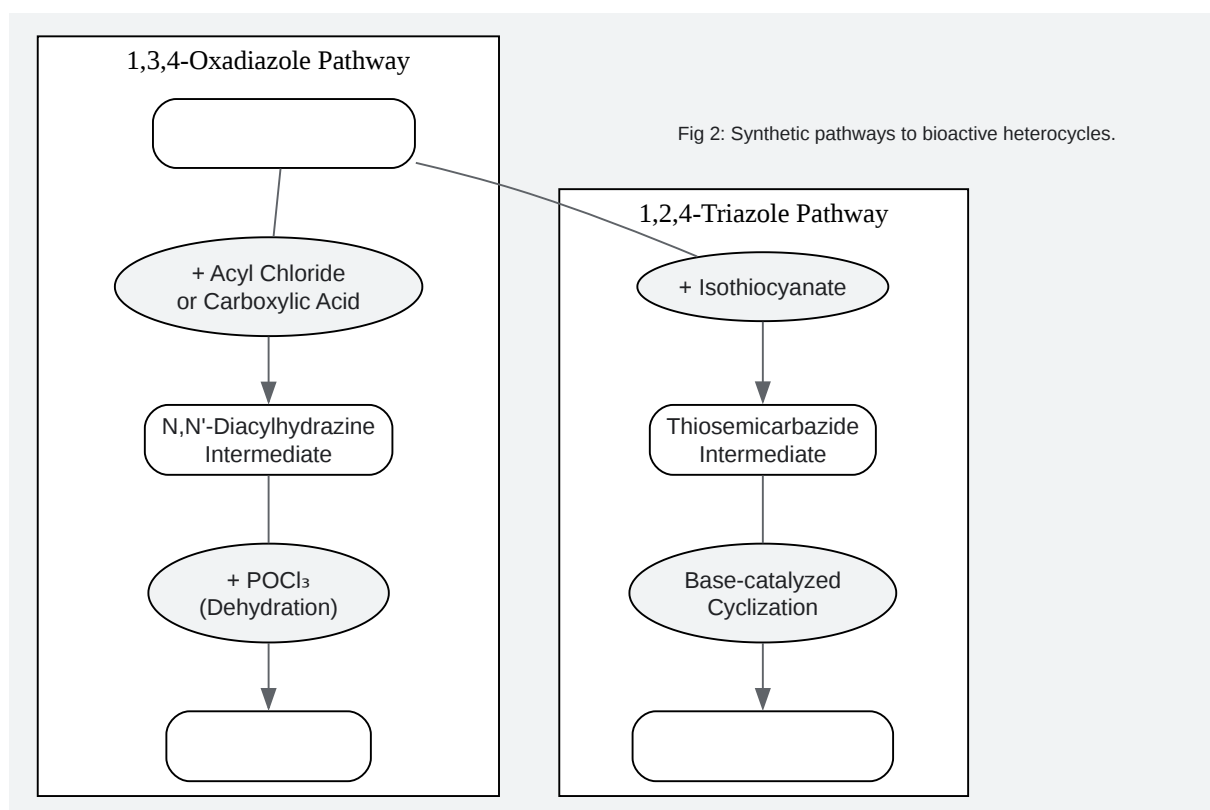 1,3,4-Oxadiazole Pathway
Fig 2: Synthetic pathways to bioactive heterocycles.
1,2,4-Triazole Pathway
+ Acyl Chloride
or Carboxylic Acid
+ Isothiocyanate
N,N'-Diacylhydrazine
Intermediate
Thiosemicarbazide
Intermediate
+ POCl₃
(Dehydration)
Base-catalyzed
Cyclization